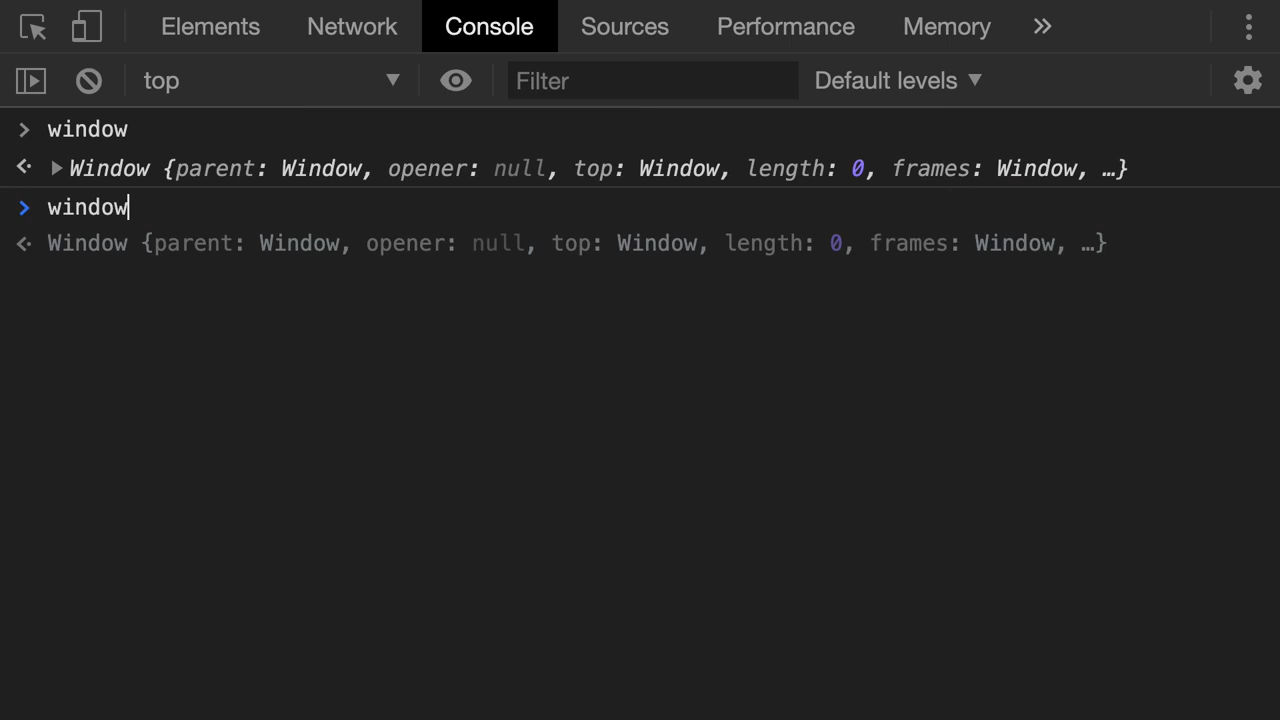 Elements Network Console Sources Performance Memory »
top ▼ Filter Default levels ▼
> window
<· ▶Window {parent: Window, opener: null, top: Window, length: 0, frames: Window, …}
> window
<· Window {parent: Window, opener: null, top: Window, length: 0, frames: Window, …}